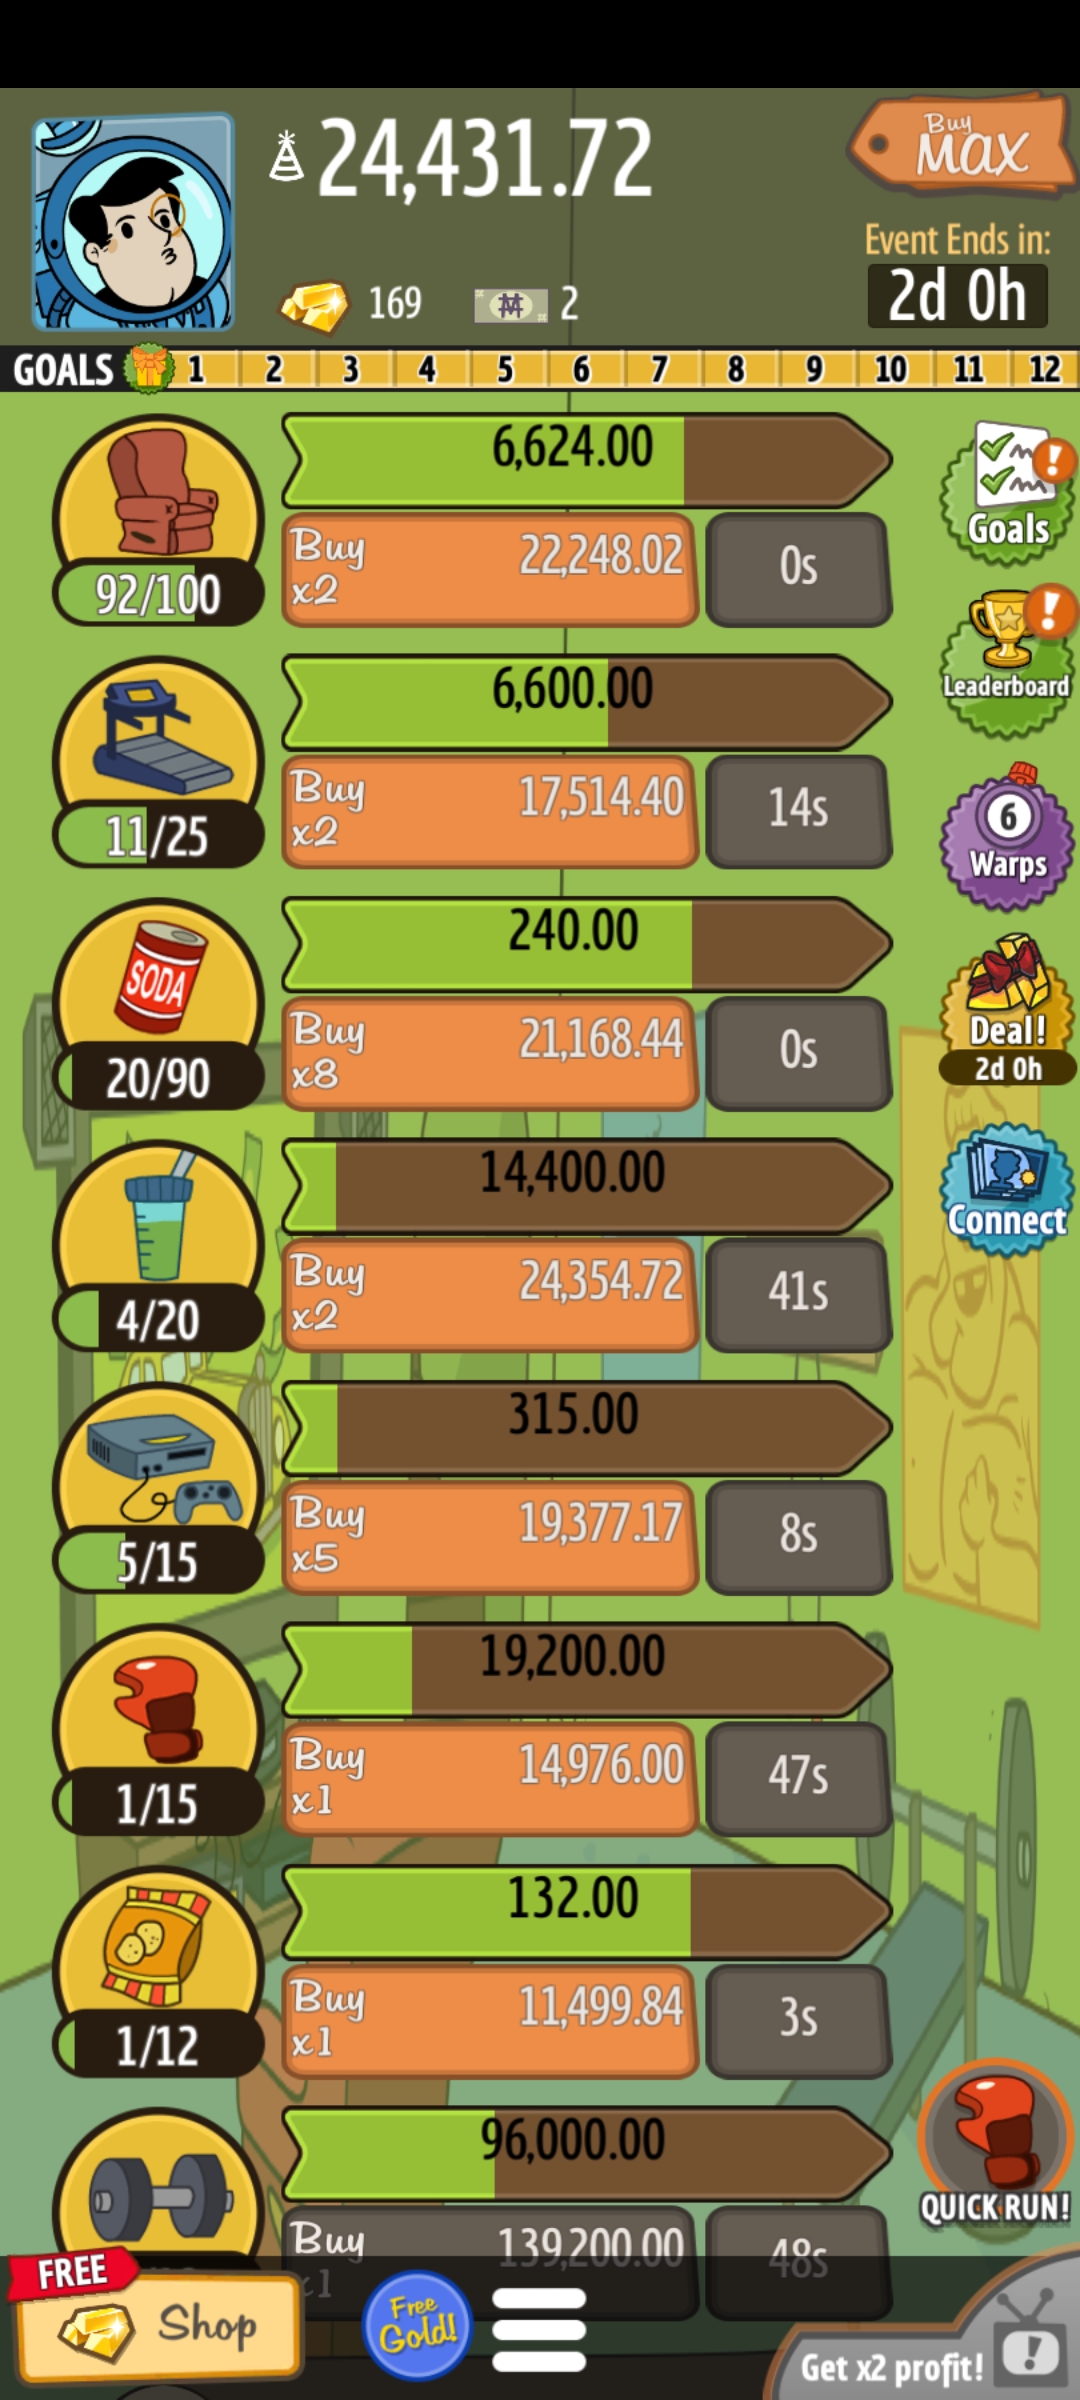 24,431.72
Buy
MAX
Event Ends in:
2d 0h
169
2
GOALS 1 2 3 4 5 6 7 8 9 10 11 12
6,624.00
Buy
x2
22,248.02
0s
92/100
Goals
6,600.00
Buy
x2
17,514.40
14s
11/25
Leaderboard
240.00
SODA
Buy
x8
21,168.44
0s
20/90
6
Warps
14,400.00
Buy
x2
24,354.72
41s
4/20
Deal!
2d 0h
315.00
Buy
x5
19,377.17
8s
5/15
Connect
19,200.00
Buy
x1
14,976.00
47s
1/15
132.00
Buy
x1
11,499.84
3s
1/12
96,000.00
Buy
x1
139,200.00
48s
QUICK RUN!
FREE
Shop
Free
Gold!
Get x2 profit!